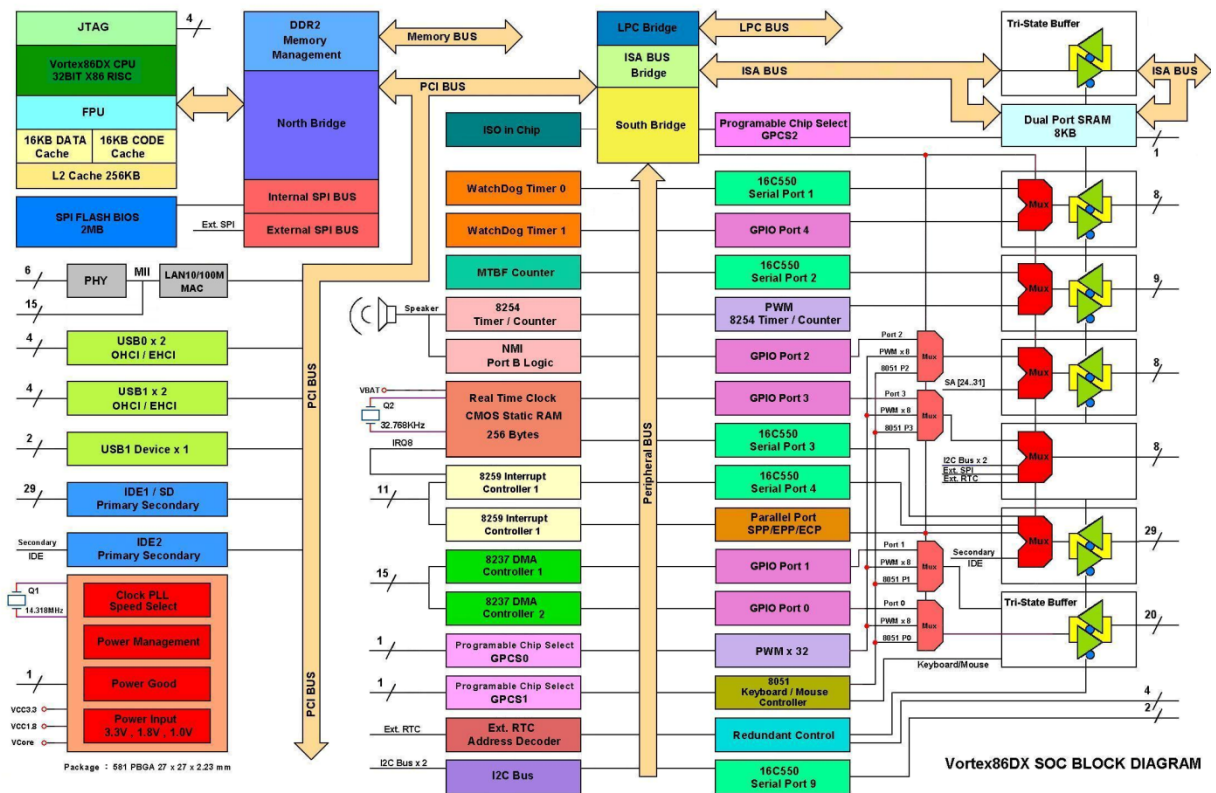 JTAG
4
Vortex86DX CPU
32BIT X86 RISC
FPU
16KB DATA
Cache
16KB CODE
Cache
L2 Cache 256KB
SPI FLASH BIOS
2MB
DDR2
Memory
Management
North Bridge
Internal SPI BUS
External SPI BUS
Ext. SPI
Memory BUS
PCI BUS
LPC Bridge
ISA BUS
Bridge
South Bridge
LPC BUS
ISA BUS
Tri-State Buffer
ISA BUS
Dual Port SRAM
8KB
1
ISO in Chip
Programable Chip Select
GPCS2
6
PHY
MII
LAN10/100M
MAC
15
4
USB0 x 2
OHCI / EHCI
4
USB1 x 2
OHCI / EHCI
2
USB1 Device x 1
29
IDE1 / SD
Primary Secondary
Secondary
IDE
IDE2
Primary Secondary
Q1
14.318MHz
Clock PLL
Speed Select
Power Management
1
Power Good
VCC3.3
VCC1.8
VCore
Power Input
3.3V , 1.8V , 1.0V
Package : 581 PBGA 27 x 27 x 2.23 mm
PCI BUS
PCI BUS
WatchDog Timer 0
WatchDog Timer 1
MTBF Counter
Speaker
8254
Timer / Counter
NMI
Port B Logic
VBAT
Q2
32.768KHz
IRQ8
Real Time Clock
CMOS Static RAM
256 Bytes
11
8259 Interrupt
Controller 1
8259 Interrupt
Controller 1
15
8237 DMA
Controller 1
8237 DMA
Controller 2
1
Programable Chip Select
GPCS0
1
Programable Chip Select
GPCS1
Ext. RTC
Ext. RTC
Address Decoder
I2C Bus x 2
I2C Bus
Peripheral BUS
16C550
Serial Port 1
GPIO Port 4
16C550
Serial Port 2
PWM
8254 Timer / Counter
GPIO Port 2
GPIO Port 3
16C550
Serial Port 3
16C550
Serial Port 4
Parallel Port
SPP/EPP/ECP
GPIO Port 1
GPIO Port 0
PWM x 32
8051
Keyboard / Mouse
Controller
Redundant Control
16C550
Serial Port 9
Port 2
PWM x 8
8051 P2
Mux
Port 3
PWM x 8
8051 P3
Mux
Port 1
PWM x 8
8051 P1
Mux
Port 0
PWM x 8
8051 P0
Mux
Mux
8
Mux
9
SA [24..31]
Mux
8
I2C Bus x 2
Ext. SPI
Ext. RTC
Mux
8
Secondary
IDE
Mux
29
Tri-State Buffer
20
Keyboard/Mouse
4
2
Vortex86DX SOC BLOCK DIAGRAM